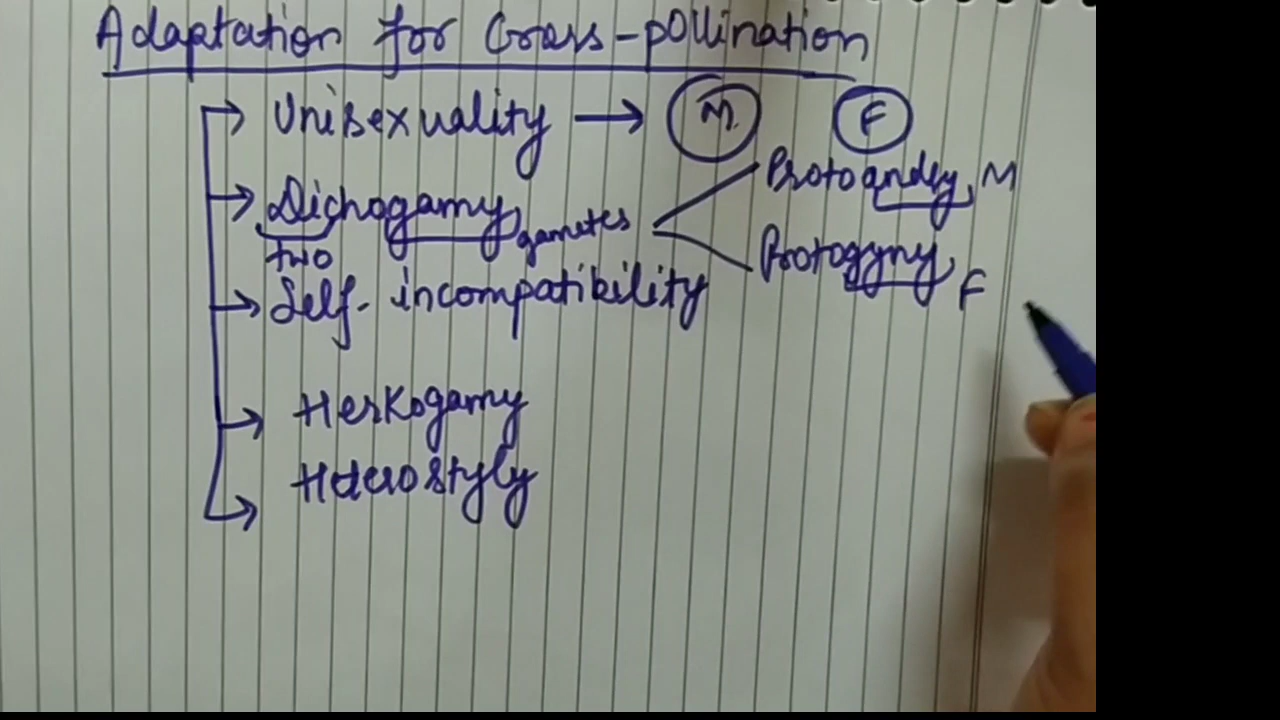 Adaptation for Cross-pollination
Unisexuality → M F
Dichogamy, gametes
two
Protoandry, M
Protogyny, F
Self-incompatibility
Herkogamy
Heterostyly